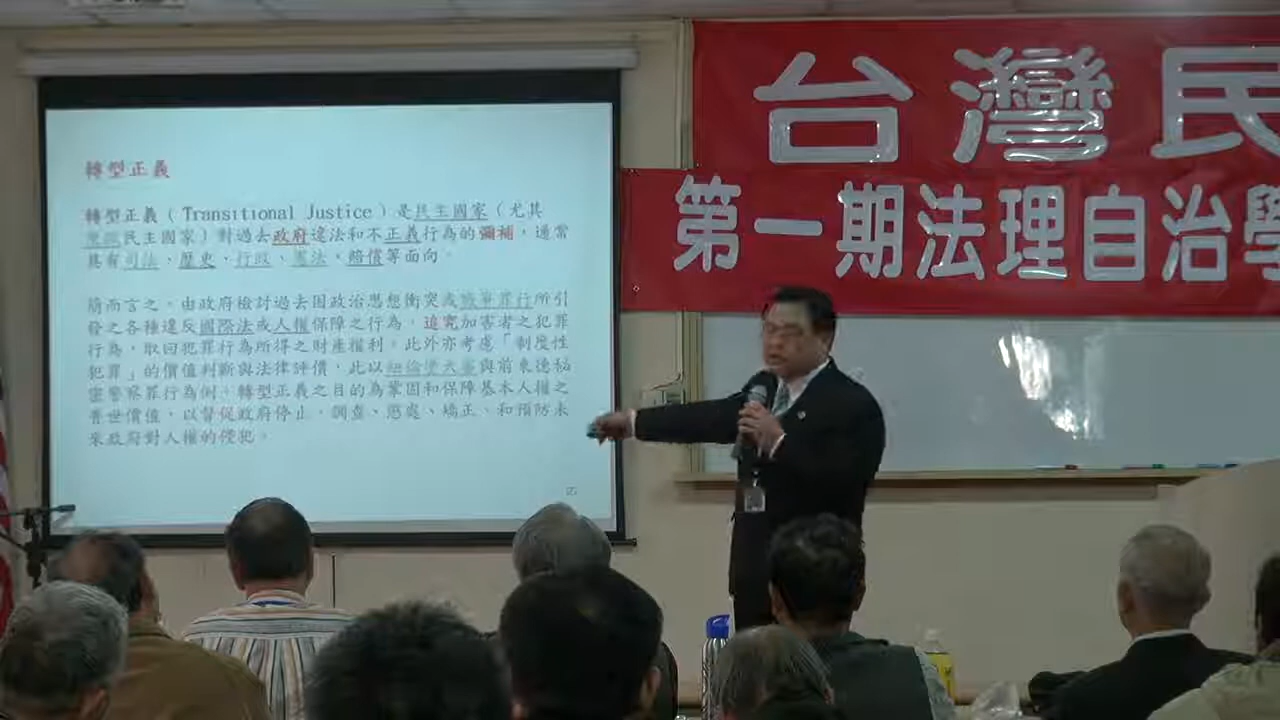 轉型正義
轉型正義（Transitional Justice）是民主國家（尤其
民主國家）對過去政府違法和不正義行為的彌補，通常
具有司法、歷史、行政、憲法、賠償等面向。
簡而言之，由政府檢討過去因政治思想衝突或戰爭罪行所引
發之各種違反國際法或人權保障之行為，追究加害者之犯罪
行為，取回犯罪行為所得之財產權利。此外亦考慮「制度性
犯罪」的價值判斷與法律評價，此以紐倫堡大審與前東德秘
密警察罪行為例。轉型正義之目的為鞏固和保障基本人權之
普世價值，以督促政府停止、調查、懲處、矯正、和預防未
來政府對人權的侵犯。
台灣民
第一期法理自治學